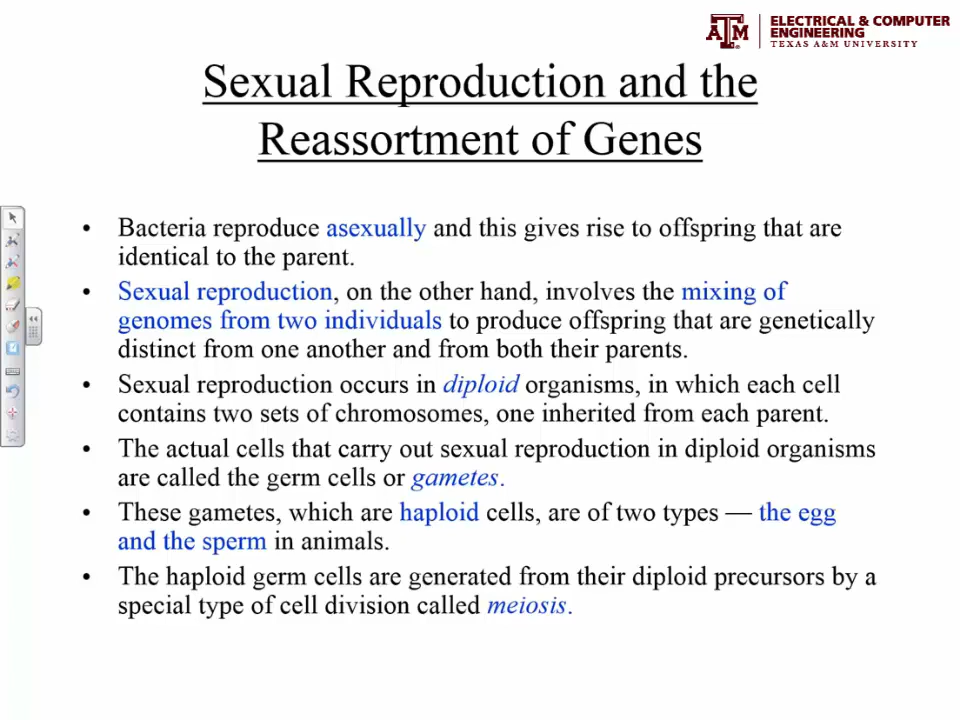 ELECTRICAL & COMPUTER
ENGINEERING
TEXAS A&M UNIVERSITY
Sexual Reproduction and the
Reassortment of Genes
• Bacteria reproduce asexually and this gives rise to offspring that are
identical to the parent.
• Sexual reproduction, on the other hand, involves the mixing of
genomes from two individuals to produce offspring that are genetically
distinct from one another and from both their parents.
• Sexual reproduction occurs in diploid organisms, in which each cell
contains two sets of chromosomes, one inherited from each parent.
• The actual cells that carry out sexual reproduction in diploid organisms
are called the germ cells or gametes.
• These gametes, which are haploid cells, are of two types — the egg
and the sperm in animals.
• The haploid germ cells are generated from their diploid precursors by a
special type of cell division called meiosis.